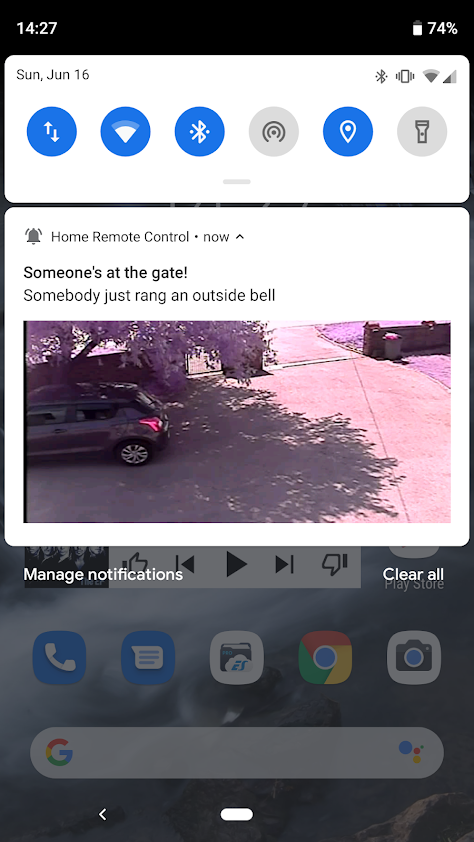 14:27
74%
Sun, Jun 16
Home Remote Control • now
Someone's at the gate!
Somebody just rang an outside bell
Manage notifications
Clear all
Play Store